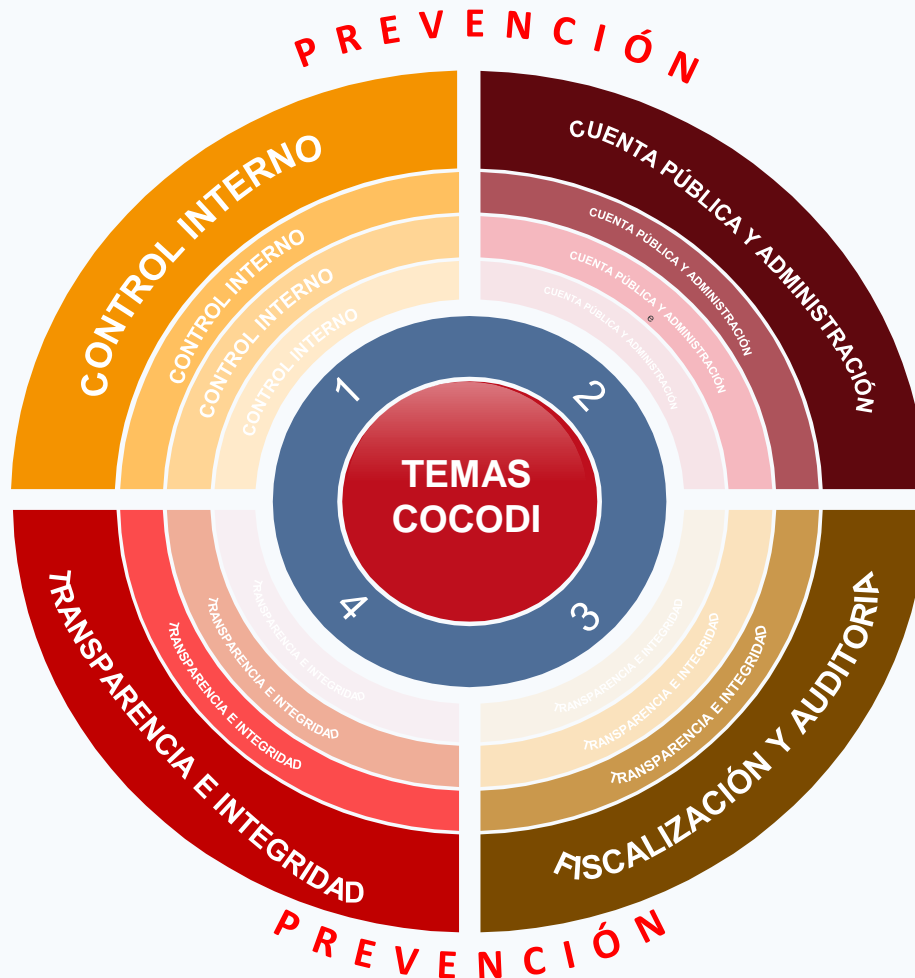 PREVENCIÓN
CONTROL INTERNO
CONTROL INTERNO
CONTROL INTERNO
CONTROL INTERNO
1
CUENTA PÚBLICA Y ADMINISTRACIÓN
CUENTA PÚBLICA Y ADMINISTRACIÓN
CUENTA PÚBLICA Y ADMINISTRACIÓN
e
CUENTA PÚBLICA Y ADMINISTRACIÓN
2
TEMAS
COCODI
4
TRANSPARENCIA E INTEGRIDAD
TRANSPARENCIA E INTEGRIDAD
TRANSPARENCIA E INTEGRIDAD
TRANSPARENCIA E INTEGRIDAD
3
TRANSPARENCIA E INTEGRIDAD
TRANSPARENCIA E INTEGRIDAD
TRANSPARENCIA E INTEGRIDAD
FISCALIZACIÓN Y AUDITORIA
PREVENCIÓN